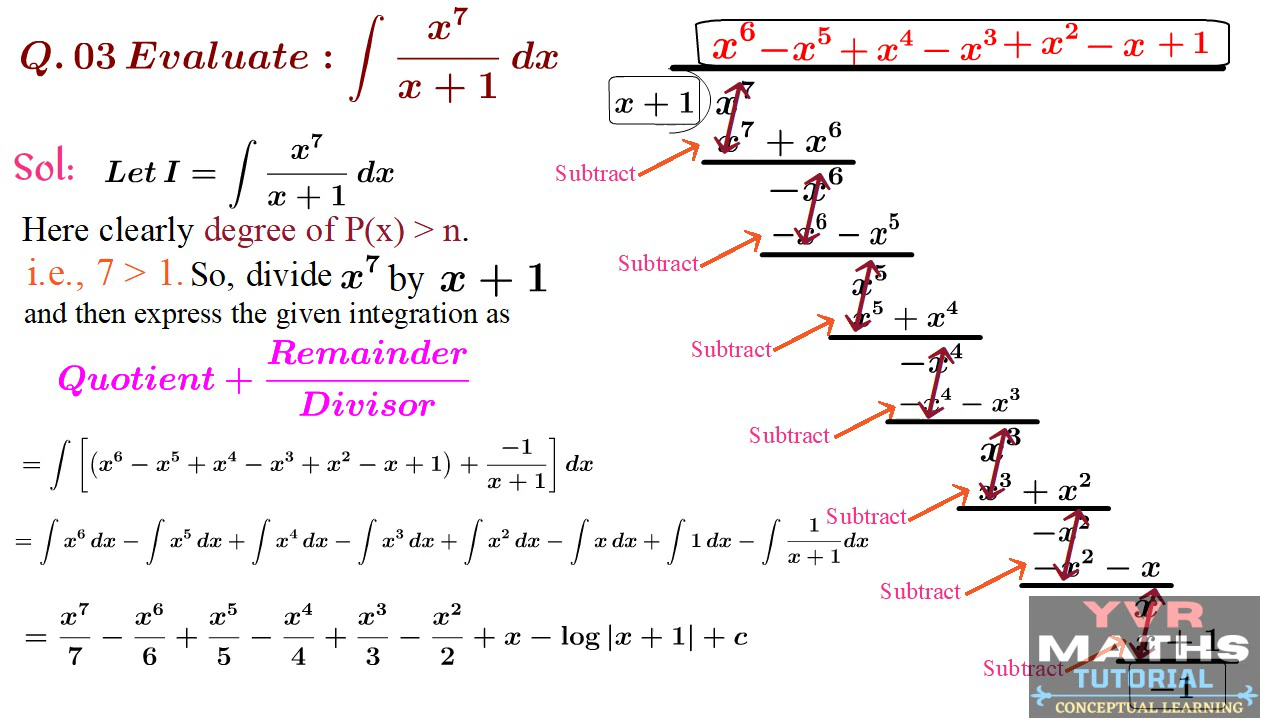 Q. 03 Evaluate : ∫ x^7/(x + 1) dx
Sol: Let I = ∫ x^7/(x + 1) dx
Here clearly degree of P(x) > n.
i.e., 7 > 1. So, divide x^7 by x + 1
and then express the given integration as
Quotient + Remainder/Divisor
= ∫ [(x^6 − x^5 + x^4 − x^3 + x^2 − x + 1) + −1/(x + 1)] dx
= ∫ x^6 dx − ∫ x^5 dx + ∫ x^4 dx − ∫ x^3 dx + ∫ x^2 dx − ∫ x dx + ∫ 1 dx − ∫ 1/(x + 1) dx
= x^7/7 − x^6/6 + x^5/5 − x^4/4 + x^3/3 − x^2/2 + x − log |x + 1| + c
x^6 − x^5 + x^4 − x^3 + x^2 − x + 1
x + 1 ) x^7
x^7 + x^6
Subtract
−x^6
−x^6 − x^5
Subtract
x^5
x^5 + x^4
Subtract
−x^4
−x^4 − x^3
Subtract
x^3
x^3 + x^2
Subtract
−x^2
−x^2 − x
Subtract
x
x + 1
Subtract
−1
YVR
MATHS
TUTORIAL
CONCEPTUAL LEARNING